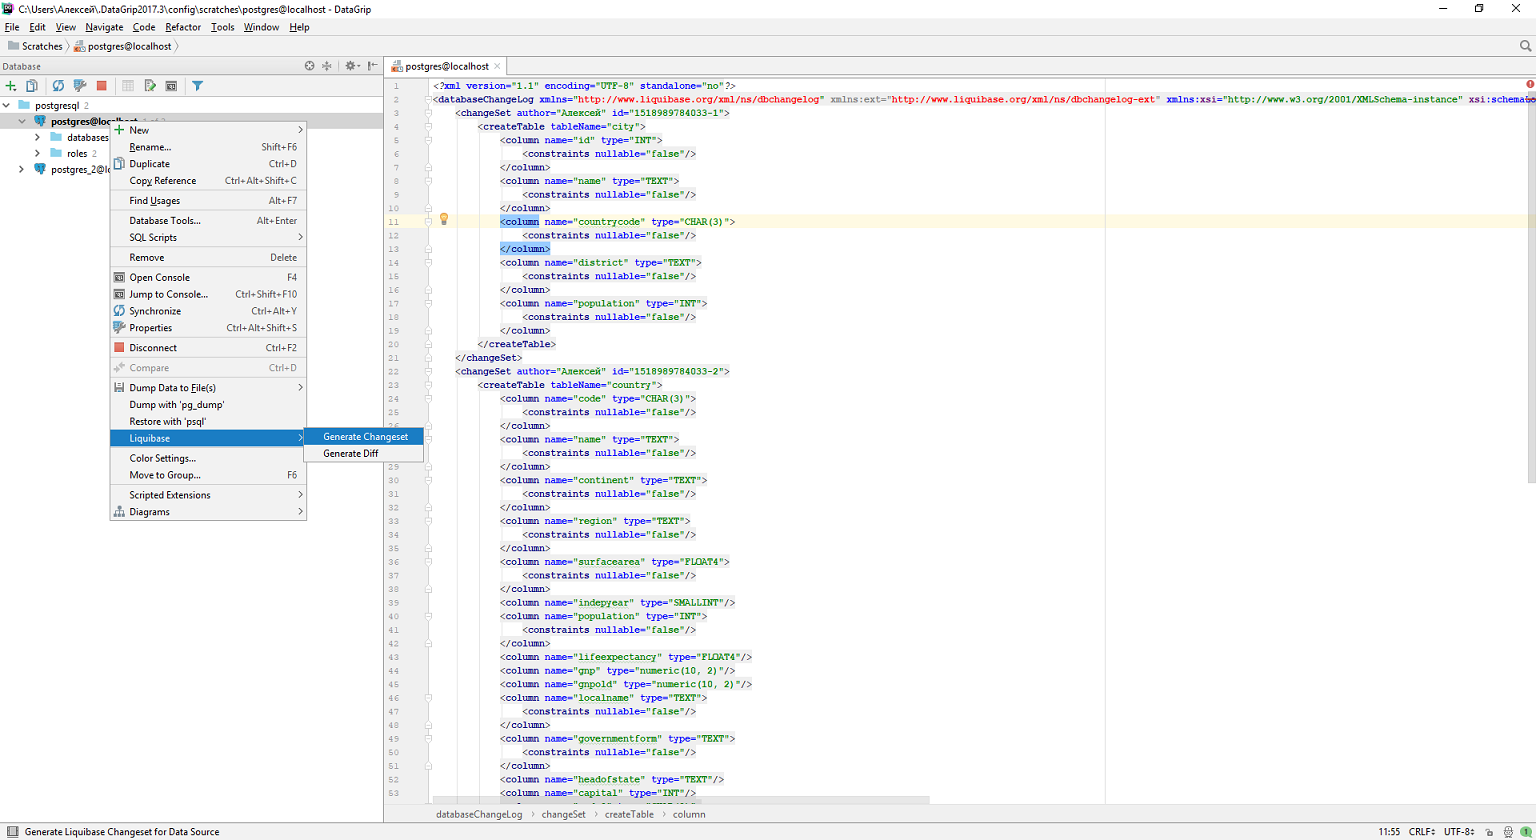 C:\Users\Алексей\.DataGrip2017.3\config\scratches\postgres@localhost - DataGrip
File Edit View Navigate Code Refactor Tools Window Help
Scratches postgres@localhost
Database
postgresql 2
postgres@localhost
databases
roles 2
postgres_2@lo
New
Rename... Shift+F6
Duplicate Ctrl+D
Copy Reference Ctrl+Alt+Shift+C
Find Usages Alt+F7
Database Tools... Alt+Enter
SQL Scripts
Remove Delete
Open Console F4
Jump to Console... Ctrl+Shift+F10
Synchronize Ctrl+Alt+Y
Properties Ctrl+Alt+Shift+S
Disconnect Ctrl+F2
Compare Ctrl+D
Dump Data to File(s)
Dump with 'pg_dump'
Restore with 'psql'
Liquibase
Color Settings...
Move to Group... F6
Scripted Extensions
Diagrams
Generate Changeset
Generate Diff
postgres@localhost
1 <?xml version="1.1" encoding="UTF-8" standalone="no"?>
2 <databaseChangeLog xmlns="http://www.liquibase.org/xml/ns/dbchangelog" xmlns:ext="http://www.liquibase.org/xml/ns/dbchangelog-ext" xmlns:xsi="http://www.w3.org/2001/XMLSchema-instance"
3 <changeSet author="Алексей" id="1518989784033-1">
4 <createTable tableName="city">
5 <column name="id" type="INT">
6 <constraints nullable="false"/>
7 </column>
8 <column name="name" type="TEXT">
9 <constraints nullable="false"/>
10 </column>
11 <column name="countrycode" type="CHAR(3)">
12 <constraints nullable="false"/>
13 </column>
14 <column name="district" type="TEXT">
15 <constraints nullable="false"/>
16 </column>
17 <column name="population" type="INT">
18 <constraints nullable="false"/>
19 </column>
20 </createTable>
21 </changeSet>
22 <changeSet author="Алексей" id="1518989784033-2">
23 <createTable tableName="country">
24 <column name="code" type="CHAR(3)">
25 <constraints nullable="false"/>
</column>
<column name="name" type="TEXT">
<constraints nullable="false"/>
29 </column>
30 <column name="continent" type="TEXT">
31 <constraints nullable="false"/>
32 </column>
33 <column name="region" type="TEXT">
34 <constraints nullable="false"/>
35 </column>
36 <column name="surfacearea" type="FLOAT4">
37 <constraints nullable="false"/>
38 </column>
39 <column name="indepyear" type="SMALLINT"/>
40 <column name="population" type="INT">
41 <constraints nullable="false"/>
42 </column>
43 <column name="lifeexpectancy" type="FLOAT4"/>
44 <column name="gnp" type="numeric(10, 2)"/>
45 <column name="gnpold" type="numeric(10, 2)"/>
46 <column name="localname" type="TEXT">
47 <constraints nullable="false"/>
48 </column>
49 <column name="governmentform" type="TEXT">
50 <constraints nullable="false"/>
51 </column>
52 <column name="headofstate" type="TEXT"/>
53 <column name="capital" type="INT"/>
databaseChangeLog changeSet createTable column
Generate Liquibase Changeset for Data Source 11:55 CRLF UTF-8 1